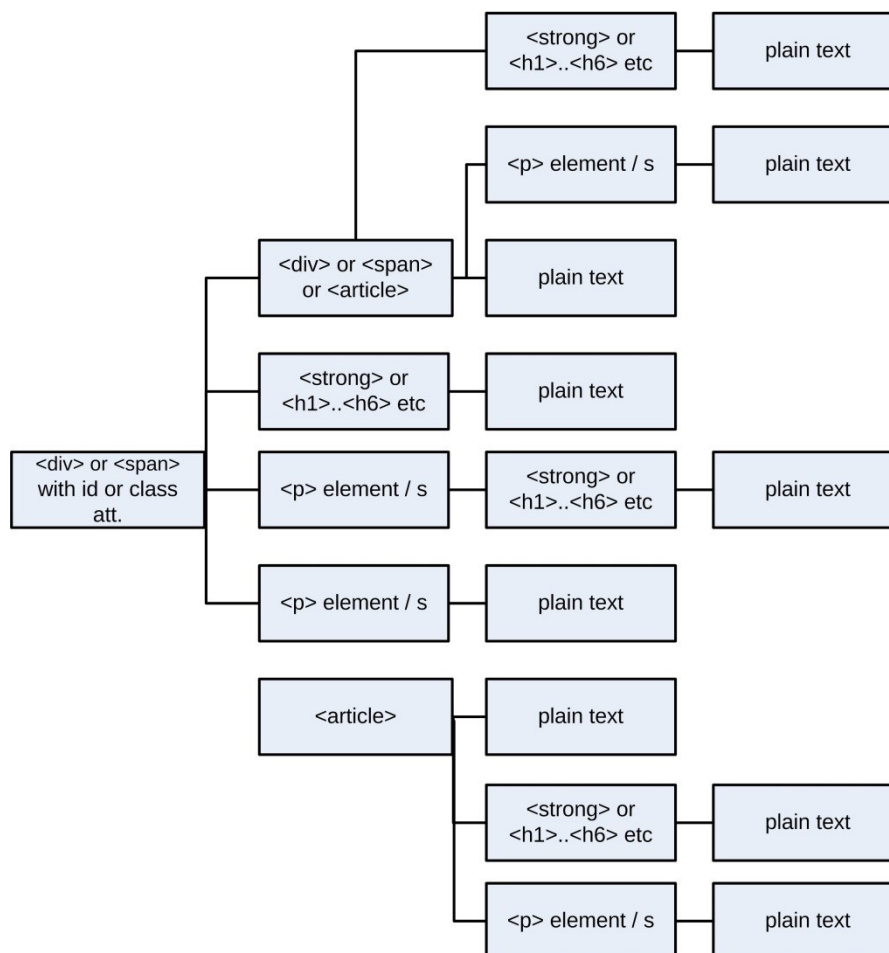 <strong> or
<h1>..<h6> etc
plain text
<p> element / s
plain text
<div> or <span>
or <article>
plain text
<strong> or
<h1>..<h6> etc
plain text
<div> or <span>
with id or class
att.
<p> element / s
<strong> or
<h1>..<h6> etc
plain text
<p> element / s
plain text
<article>
plain text
<strong> or
<h1>..<h6> etc
plain text
<p> element / s
plain text